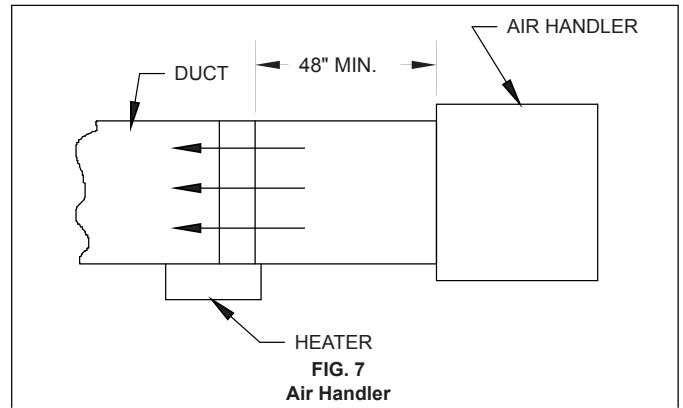 AIR HANDLER
DUCT
48" MIN.
HEATER
FIG. 7
Air Handler